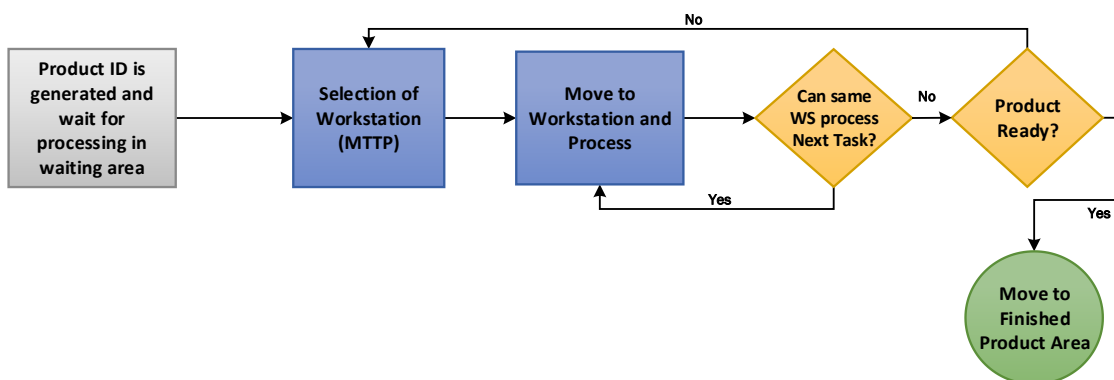 No
Product ID is
generated and
wait for
processing in
waiting area
Selection of
Workstation
(MTTP)
Move to
Workstation and
Process
Can same
WS process
Next Task?
No
Product
Ready?
Yes
Yes
Move to
Finished
Product Area